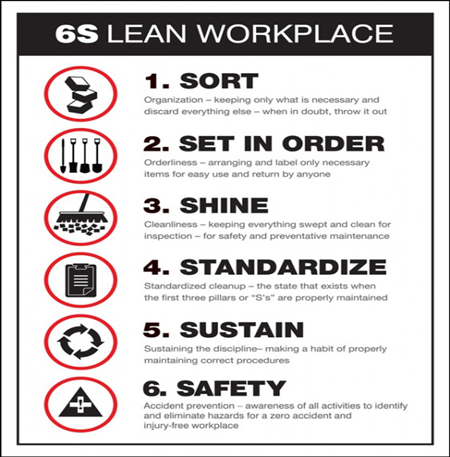 6S LEAN WORKPLACE
1. SORT
Organization – keeping only what is necessary and
discard everything else – when in doubt, throw it out
2. SET IN ORDER
Orderliness – arranging and label only necessary
items for easy use and return by anyone
3. SHINE
Cleanliness – keeping everything swept and clean for
inspection – for safety and preventative maintenance
4. STANDARDIZE
Standardized cleanup – the state that exists when
the first three pillars or "S's" are properly maintained
5. SUSTAIN
Sustaining the discipline– making a habit of properly
maintaining correct procedures
6. SAFETY
Accident prevention – awareness of all activities to identify
and eliminate hazards for a zero accident and
injury-free workplace